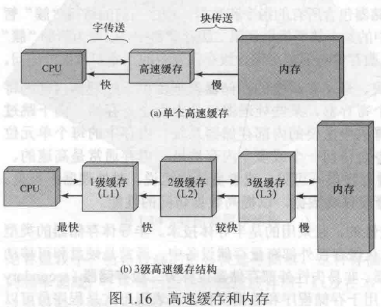 字传送
块传送
CPU
高速缓存
内存
快
慢
(a)单个高速缓存
CPU
1级缓存
(L1)
2级缓存
(L2)
3级缓存
(L3)
内存
最快
快
较快
慢
(b) 3级高速缓存结构
图 1.16 高速缓存和内存